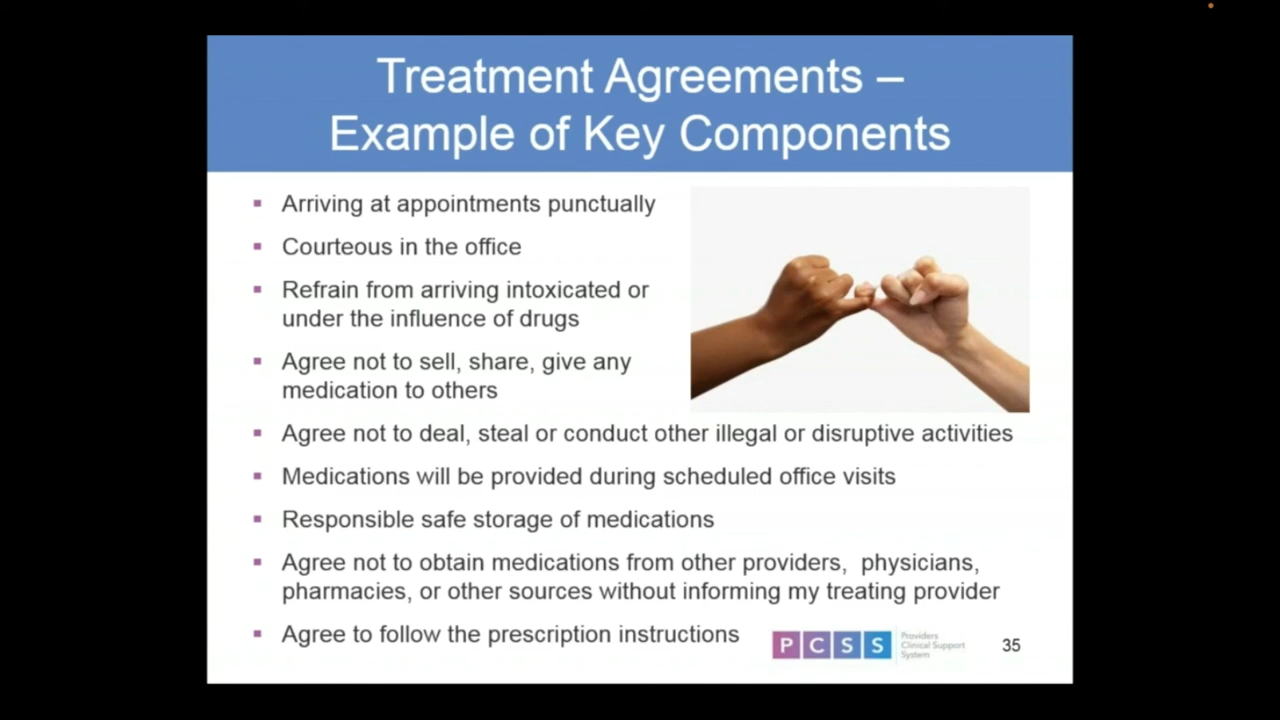 Treatment Agreements –
Example of Key Components
▪ Arriving at appointments punctually
▪ Courteous in the office
▪ Refrain from arriving intoxicated or
under the influence of drugs
▪ Agree not to sell, share, give any
medication to others
▪ Agree not to deal, steal or conduct other illegal or disruptive activities
▪ Medications will be provided during scheduled office visits
▪ Responsible safe storage of medications
▪ Agree not to obtain medications from other providers, physicians,
pharmacies, or other sources without informing my treating provider
▪ Agree to follow the prescription instructions
PCSS
Providers
Clinical Support
System
35